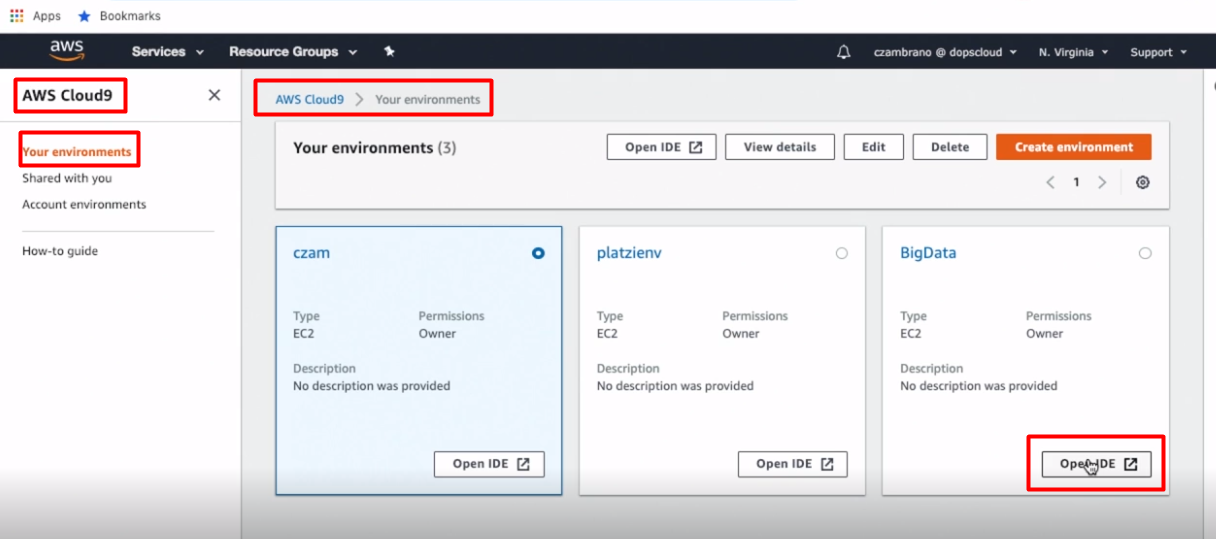 Apps Bookmarks
aws Services Resource Groups czambrano @ dopscloud N. Virginia Support
AWS Cloud9
Your environments
Shared with you
Account environments
How-to guide
AWS Cloud9 > Your environments
Your environments (3) Open IDE View details Edit Delete Create environment
< 1 >
czam
Type Permissions
EC2 Owner
Description
No description was provided
Open IDE
platzienv
Type Permissions
EC2 Owner
Description
No description was provided
Open IDE
BigData
Type Permissions
EC2 Owner
Description
No description was provided
Open IDE